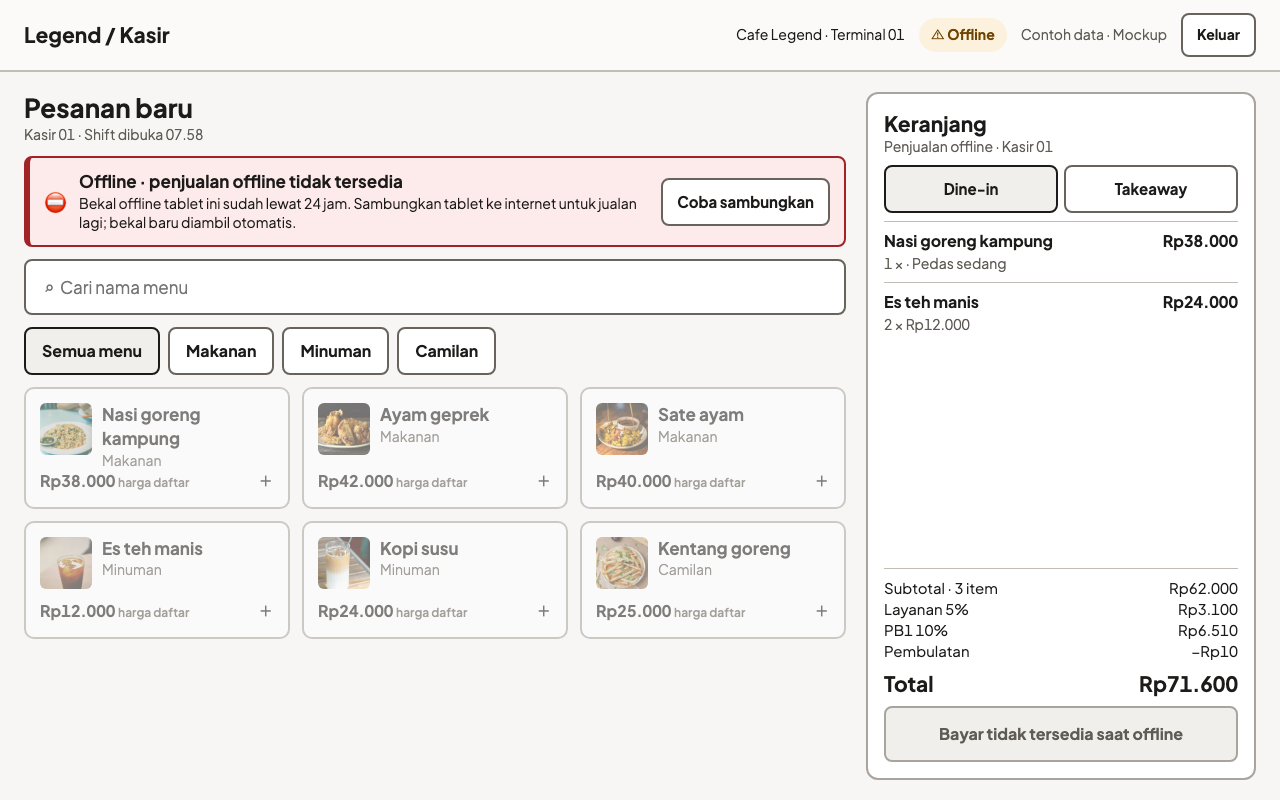 Legend / Kasir
Cafe Legend · Terminal 01
⚠ Offline
Contoh data · Mockup
Keluar
Pesanan baru
Kasir 01 · Shift dibuka 07.58
Offline · penjualan offline tidak tersedia
Bekal offline tablet ini sudah lewat 24 jam. Sambungkan tablet ke internet untuk jualan
lagi; bekal baru diambil otomatis.
Coba sambungkan
Cari nama menu
Semua menu
Makanan
Minuman
Camilan
Nasi goreng
kampung
Makanan
Rp38.000 harga daftar +
Ayam geprek
Makanan
Rp42.000 harga daftar +
Sate ayam
Makanan
Rp40.000 harga daftar +
Es teh manis
Minuman
Rp12.000 harga daftar +
Kopi susu
Minuman
Rp24.000 harga daftar +
Kentang goreng
Camilan
Rp25.000 harga daftar +
Keranjang
Penjualan offline · Kasir 01
Dine-in
Takeaway
Nasi goreng kampung Rp38.000
1 × · Pedas sedang
Es teh manis Rp24.000
2 × Rp12.000
Subtotal · 3 item Rp62.000
Layanan 5% Rp3.100
PB1 10% Rp6.510
Pembulatan −Rp10
Total Rp71.600
Bayar tidak tersedia saat offline